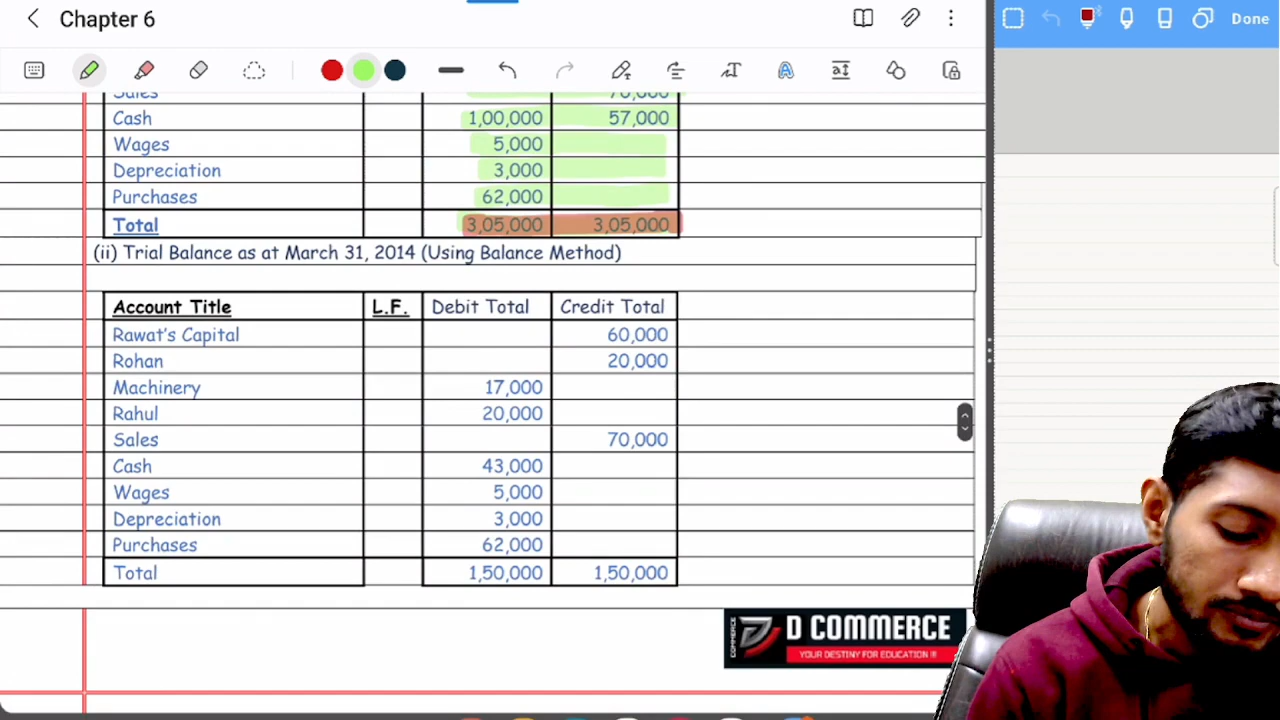 Chapter 6
Done
Sales 70,000
Cash 1,00,000 57,000
Wages 5,000
Depreciation 3,000
Purchases 62,000
Total 3,05,000 3,05,000
(ii) Trial Balance as at March 31, 2014 (Using Balance Method)
Account Title L.F. Debit Total Credit Total
Rawat's Capital 60,000
Rohan 20,000
Machinery 17,000
Rahul 20,000
Sales 70,000
Cash 43,000
Wages 5,000
Depreciation 3,000
Purchases 62,000
Total 1,50,000 1,50,000
COMMERCE
D COMMERCE
YOUR DESTINY FOR EDUCATION !!!